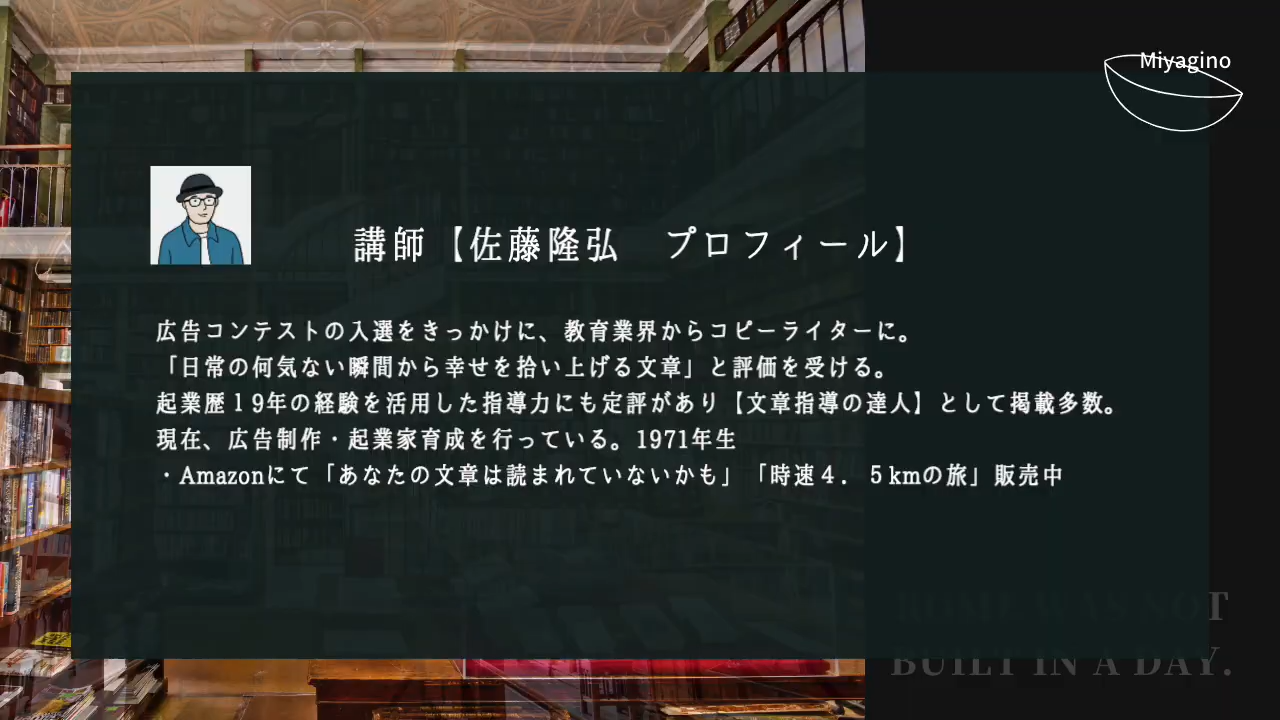 Miyagino
講師【佐藤隆弘　プロフィール】
広告コンテストの入選をきっかけに、教育業界からコピーライターに。
「日常の何気ない瞬間から幸せを拾い上げる文章」と評価を受ける。
起業歴１9年の経験を活用した指導力にも定評があり【文章指導の達人】として掲載多数。
現在、広告制作・起業家育成を行っている。1971年生
・Amazonにて「あなたの文章は読まれていないかも」「時速４．５kmの旅」販売中
ROME WAS NOT
BUILT IN A DAY.